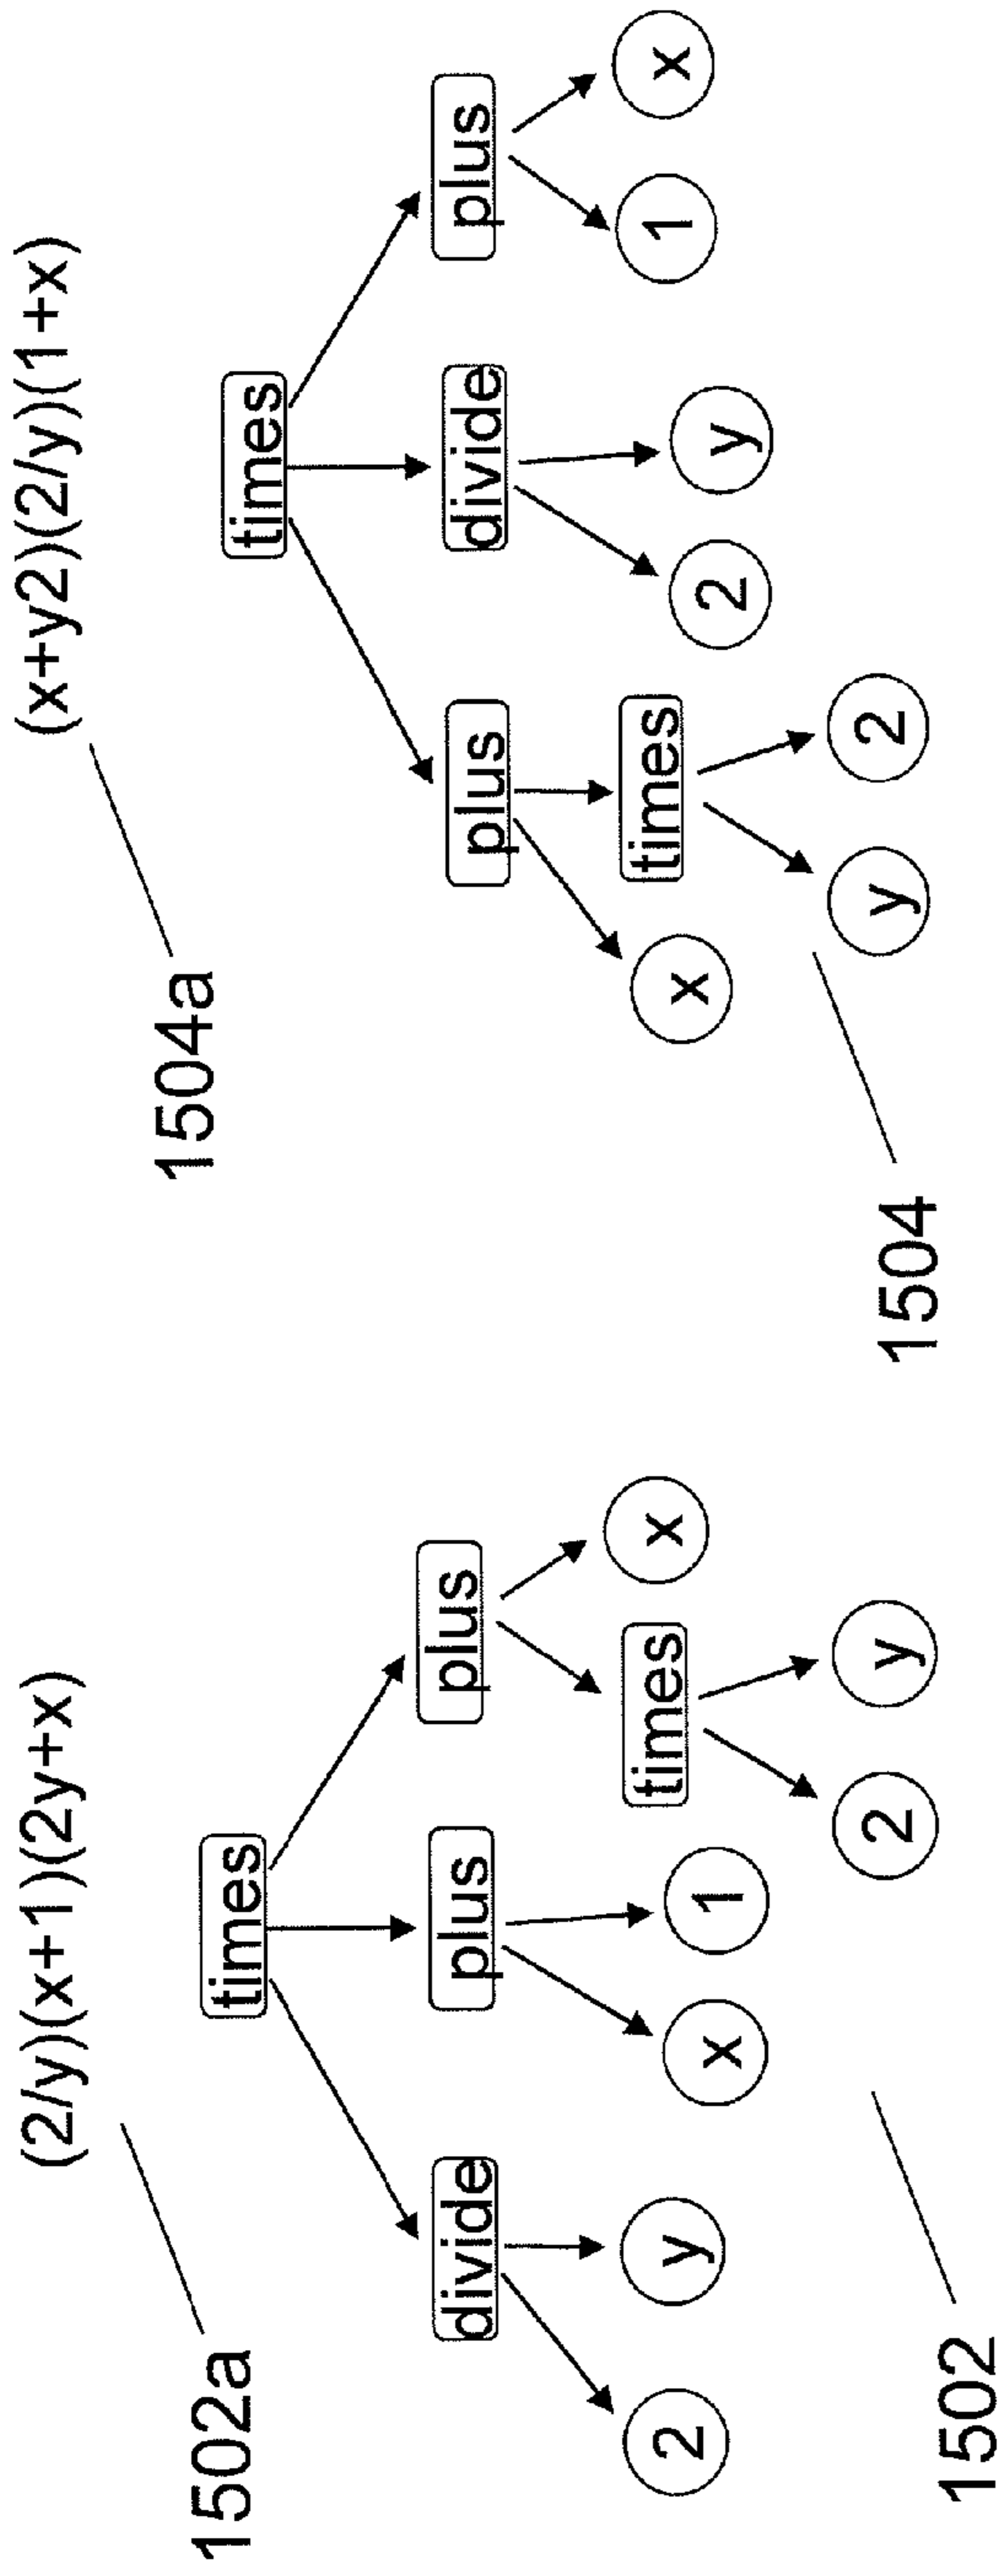 1502a
(2/y)(x+1)(2y+x)
times
divide
plus
plus
2
y
x
1
times
x
2
y
1502
1504a
(x+y2)(2/y)(1+x)
times
plus
divide
plus
x
times
2
y
1
x
y
2
1504